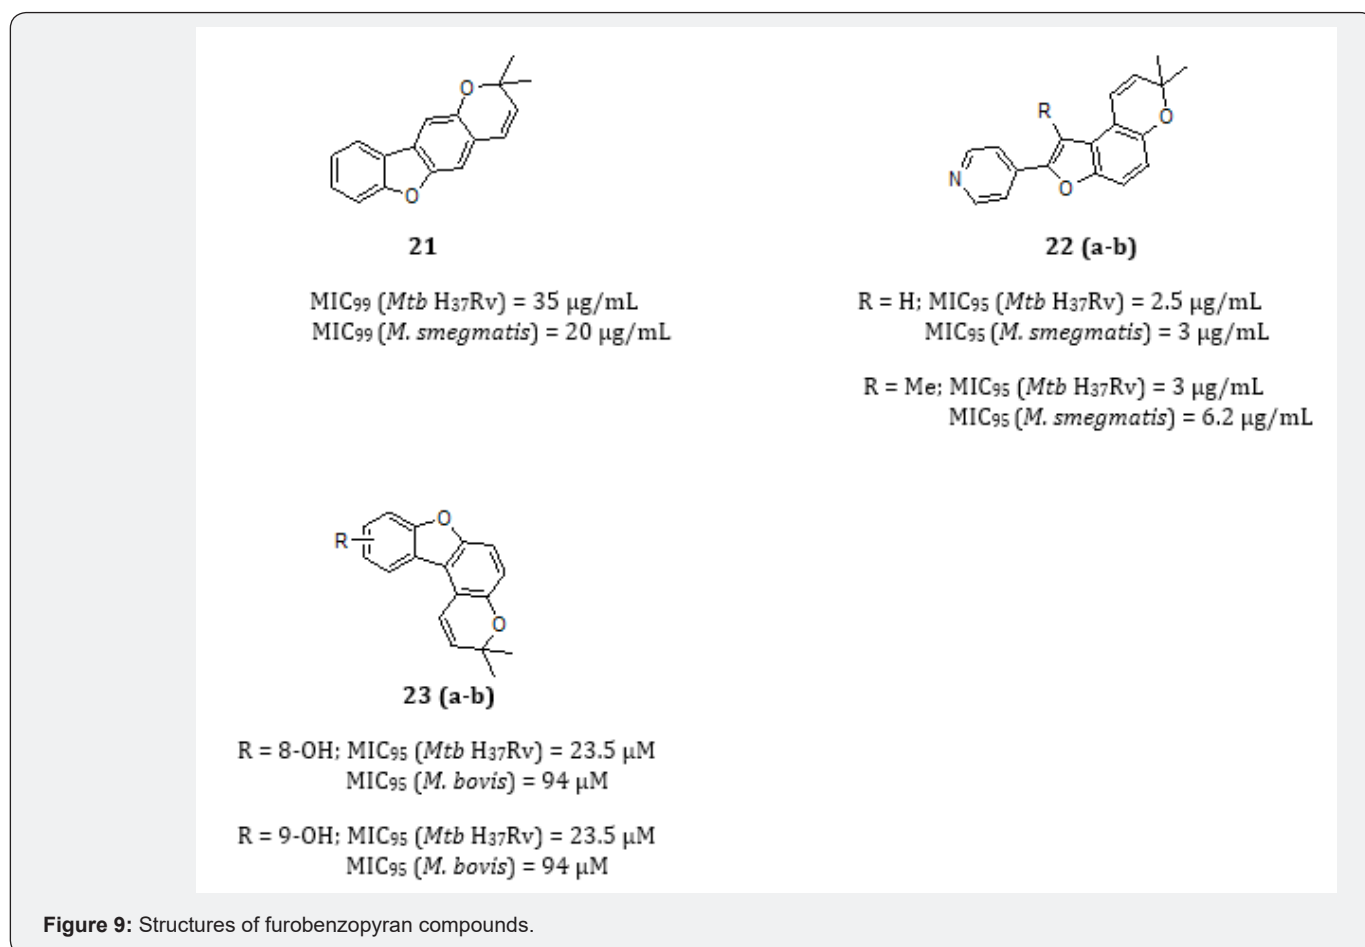 O
O
21
MIC₉₉ (Mtb H₃₇Rv) = 35 µg/mL
MIC₉₉ (M. smegmatis) = 20 µg/mL
R
O
N
O
22 (a-b)
R = H; MIC₉₅ (Mtb H₃₇Rv) = 2.5 µg/mL
MIC₉₅ (M. smegmatis) = 3 µg/mL
R = Me; MIC₉₅ (Mtb H₃₇Rv) = 3 µg/mL
MIC₉₅ (M. smegmatis) = 6.2 µg/mL
O
R
O
23 (a-b)
R = 8-OH; MIC₉₅ (Mtb H₃₇Rv) = 23.5 µM
MIC₉₅ (M. bovis) = 94 µM
R = 9-OH; MIC₉₅ (Mtb H₃₇Rv) = 23.5 µM
MIC₉₅ (M. bovis) = 94 µM
Figure 9: Structures of furobenzopyran compounds.